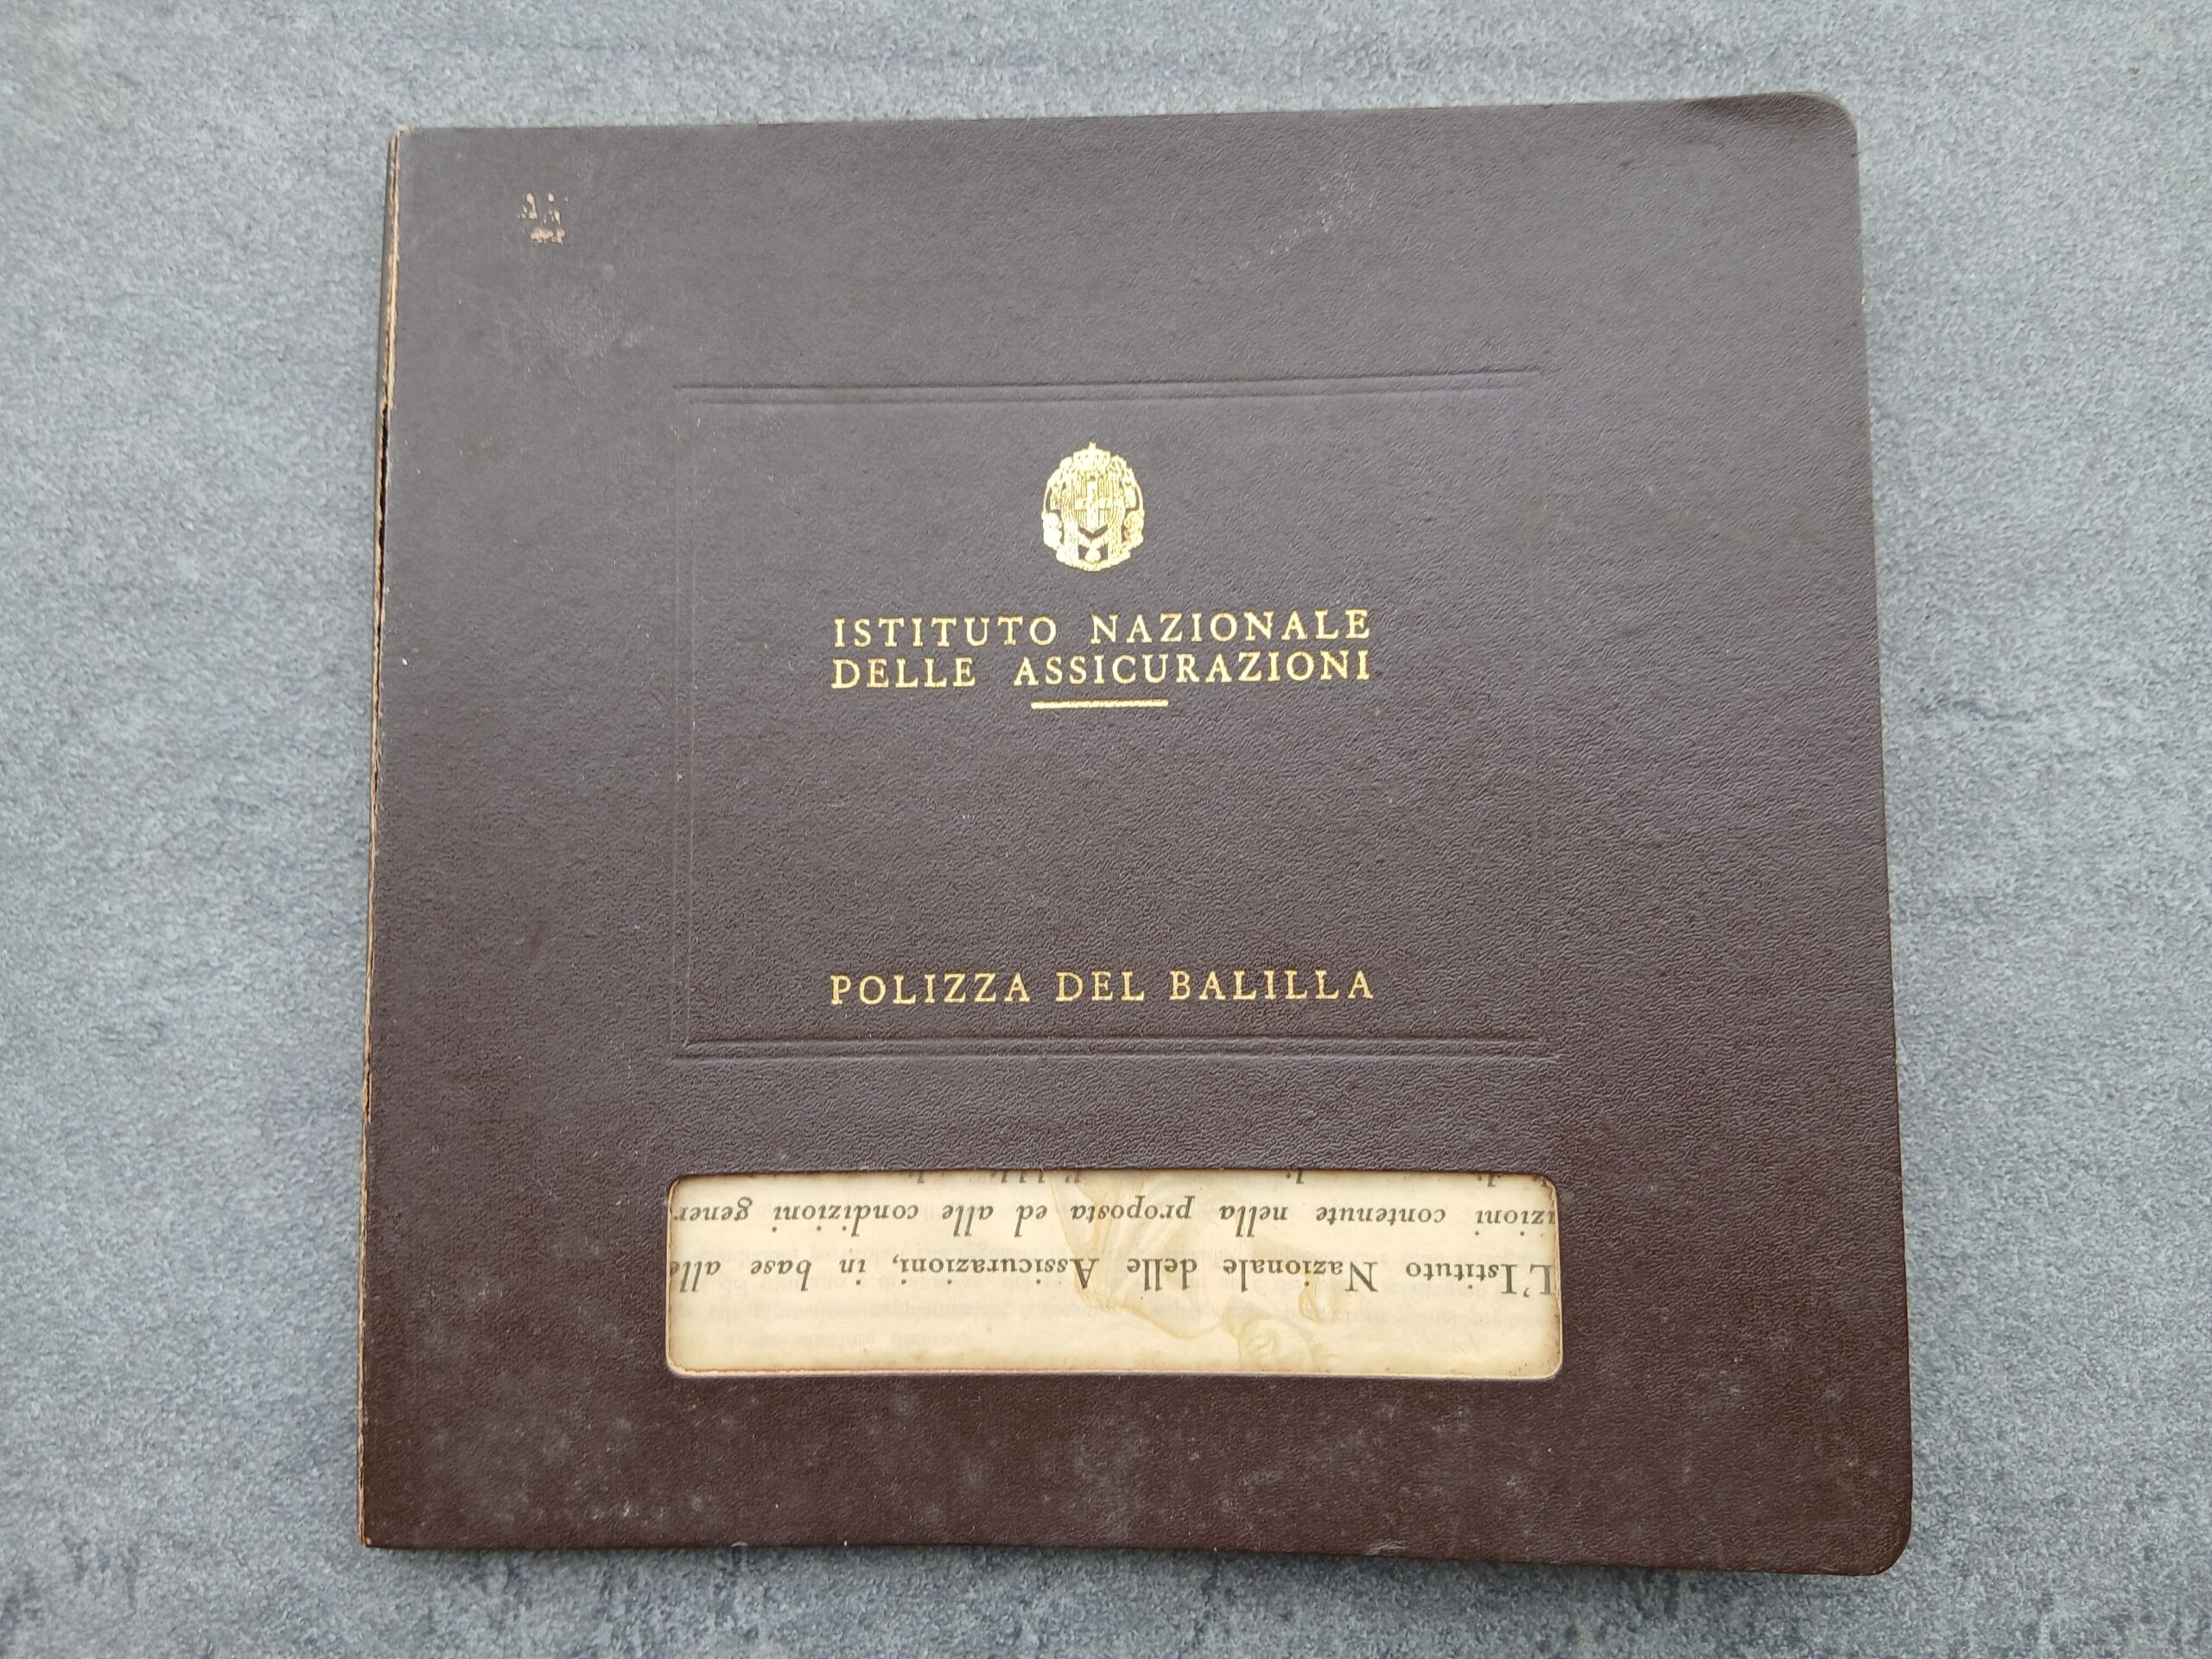 ISTITUTO NAZIONALE
DELLE ASSICURAZIONI
POLIZZA DEL BALILLA
L'Istituto Nazionale delle Assicurazioni, in base alle
azioni contenute nella proposta ed alle condizioni gener